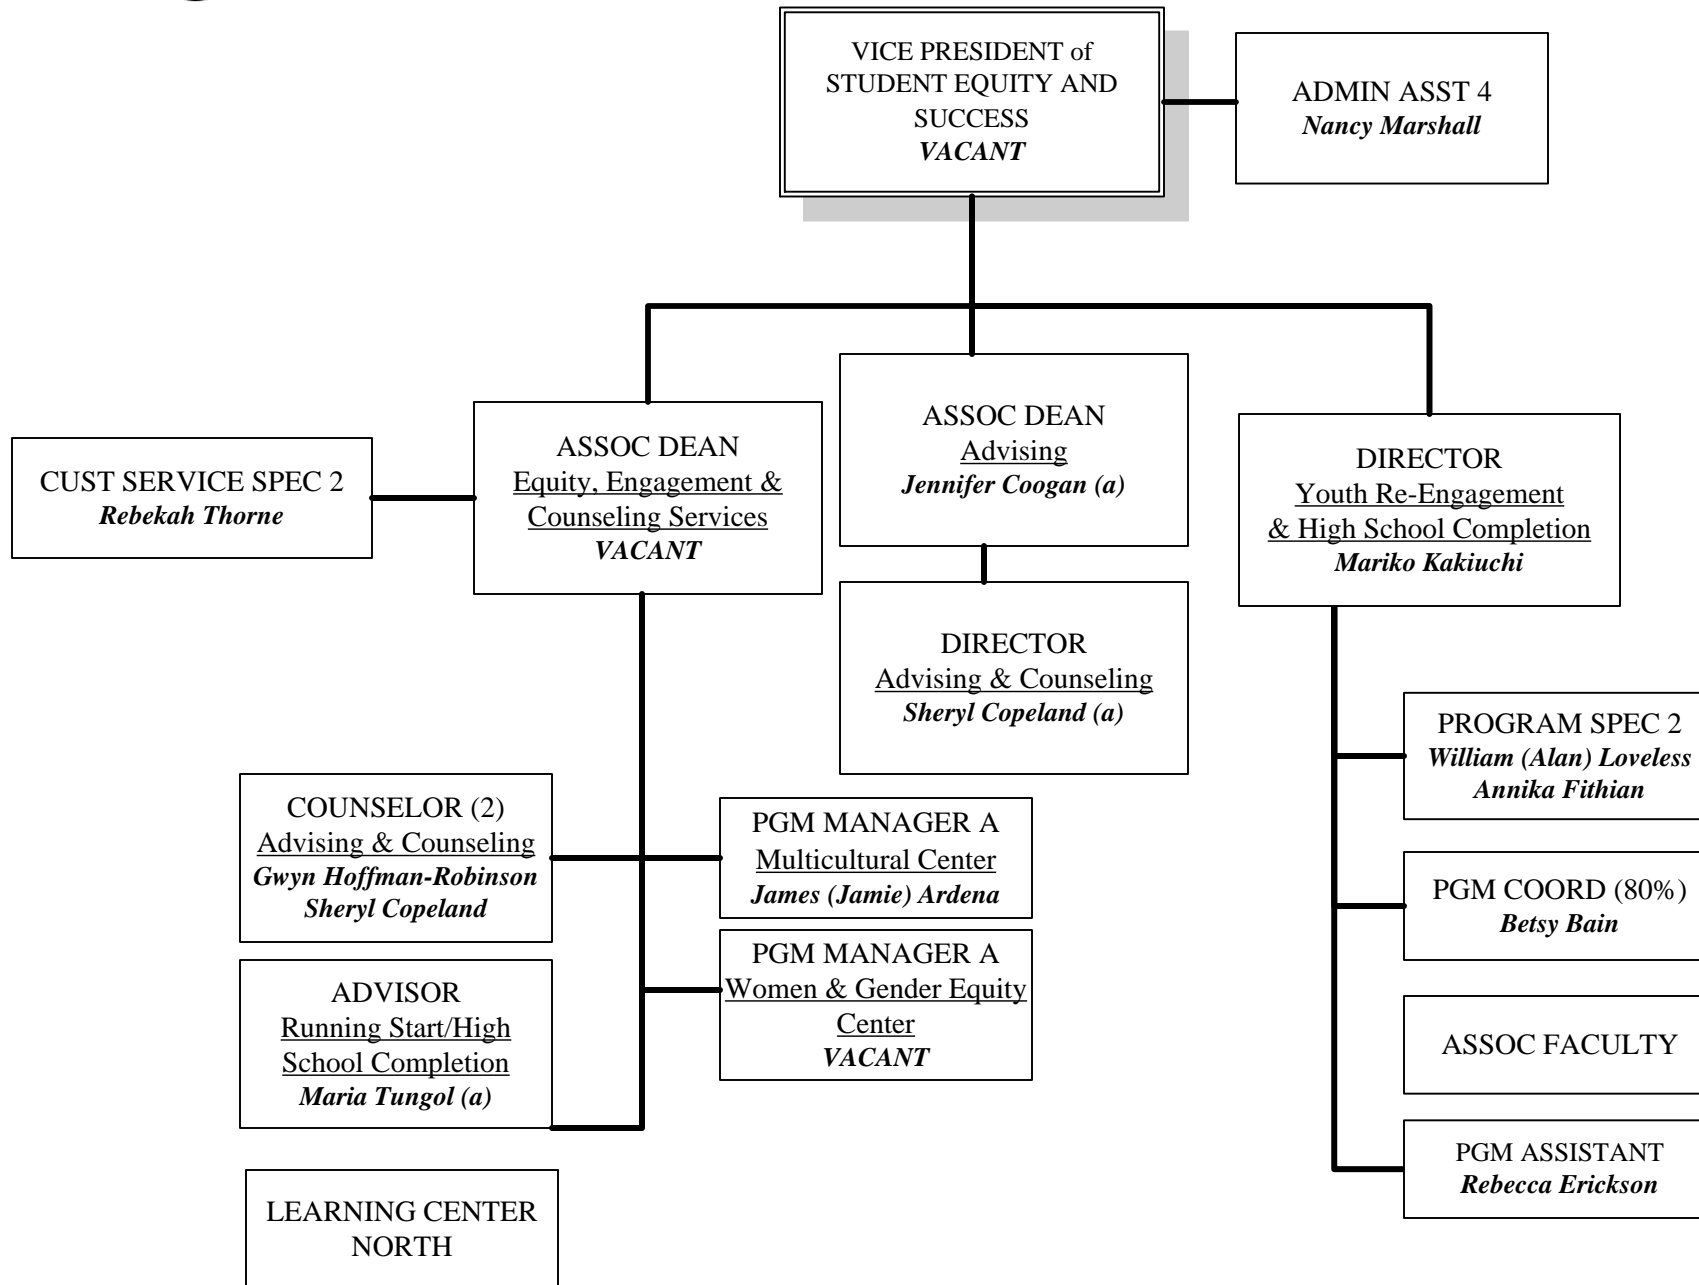 VICE PRESIDENT of
STUDENT EQUITY AND
SUCCESS
VACANT
ADMIN ASST 4
Nancy Marshall
CUST SERVICE SPEC 2
Rebekah Thorne
ASSOC DEAN
Equity, Engagement &
Counseling Services
VACANT
ASSOC DEAN
Advising
Jennifer Coogan (a)
DIRECTOR
Youth Re-Engagement
& High School Completion
Mariko Kakiuchi
DIRECTOR
Advising & Counseling
Sheryl Copeland (a)
COUNSELOR (2)
Advising & Counseling
Gwyn Hoffman-Robinson
Sheryl Copeland
PGM MANAGER A
Multicultural Center
James (Jamie) Ardena
ADVISOR
Running Start/High
School Completion
Maria Tungol (a)
PGM MANAGER A
Women & Gender Equity
Center
VACANT
LEARNING CENTER
NORTH
PROGRAM SPEC 2
William (Alan) Loveless
Annika Fithian
PGM COORD (80%)
Betsy Bain
ASSOC FACULTY
PGM ASSISTANT
Rebecca Erickson